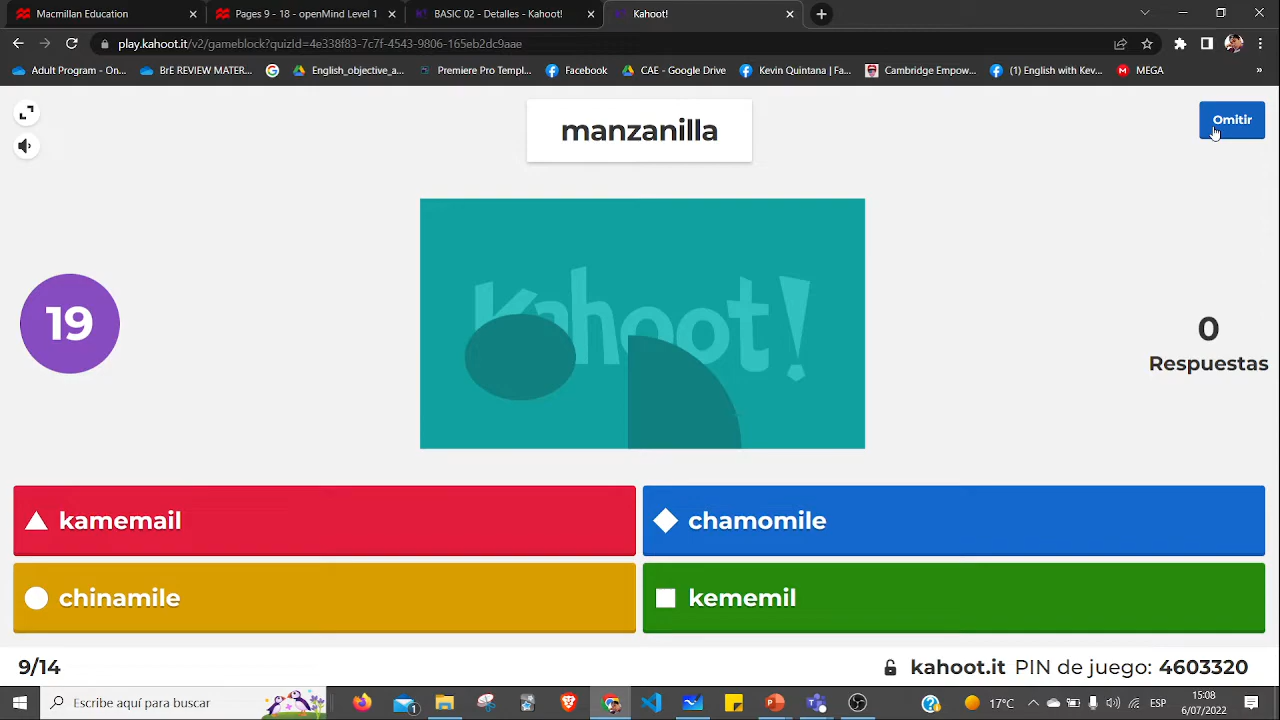 Macmillan Education
Pages 9 - 18 - openMind Level 1
BASIC 02 - Detalles - Kahoot!
Kahoot!
play.kahoot.it/v2/gameblock?quizId=4e338f83-7c7f-4543-9806-165eb2dc9aae
Adult Program - On...
BrE REVIEW MATER...
English_objective_a...
Premiere Pro Templ...
Facebook
CAE - Google Drive
Kevin Quintana | Fa...
Cambridge Empow...
(1) English with Kev...
MEGA
»
manzanilla
Omitir
Kahoot!
19
0
Respuestas
kamemail
chamomile
chinamile
kememil
9/14
kahoot.it PIN de juego: 4603320
Escribe aquí para buscar
1
17°C
ESP
15:08
6/07/2022